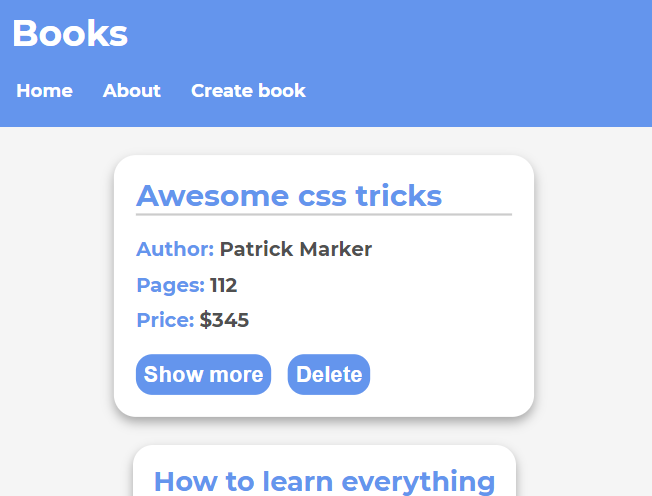 Books
Home About Create book
Awesome css tricks
Author: Patrick Marker
Pages: 112
Price: $345
Show more Delete
How to learn everything